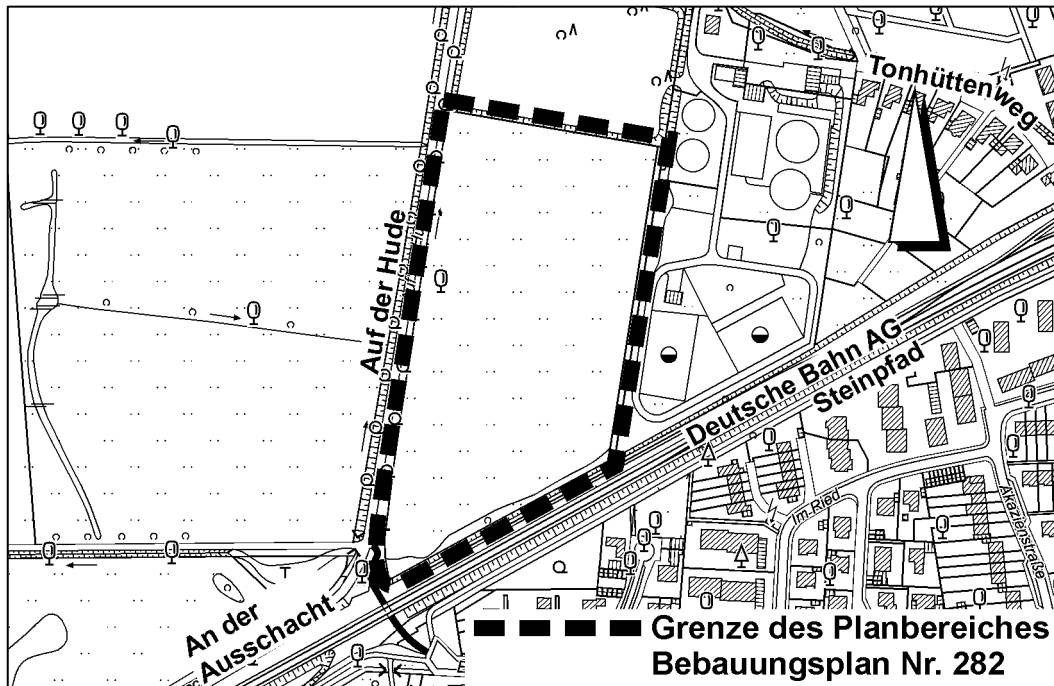 Tonhüttenweg
Auf der Hude
Deutsche Bahn AG
Steinpfad
Im-Ried
Akazienstraße
An der
Ausschacht
Grenze des Planbereiches
Bebauungsplan Nr. 282